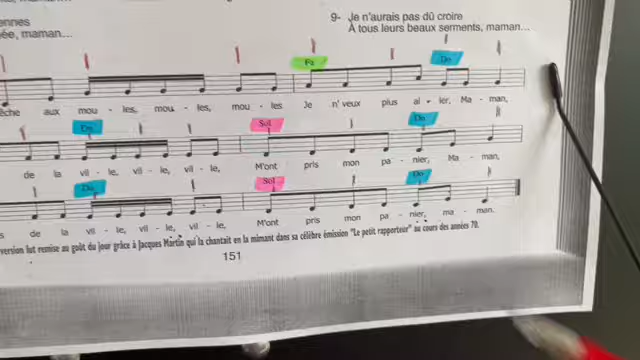 ennes
ée, maman...
9- Je n'aurais pas dû croire
À tous leurs beaux serments, maman...
Fa Do
êche aux mou - les, mou - les, mou - les Je n' veux plus al - ler, Ma - man,
Do Sol Do
de la vil - le, vil - le, vil - le, M'ont pris mon pa - nier, Ma - man,
Do Sol Do
s de la vil - le, vil - le, vil - le, M'ont pris mon pa - nier, ma - man.
version fut remise au goût du jour grâce à Jacques Martin qui la chantait en la mimant dans sa célèbre émission "Le petit rapporteur" au cours des années 70.
151